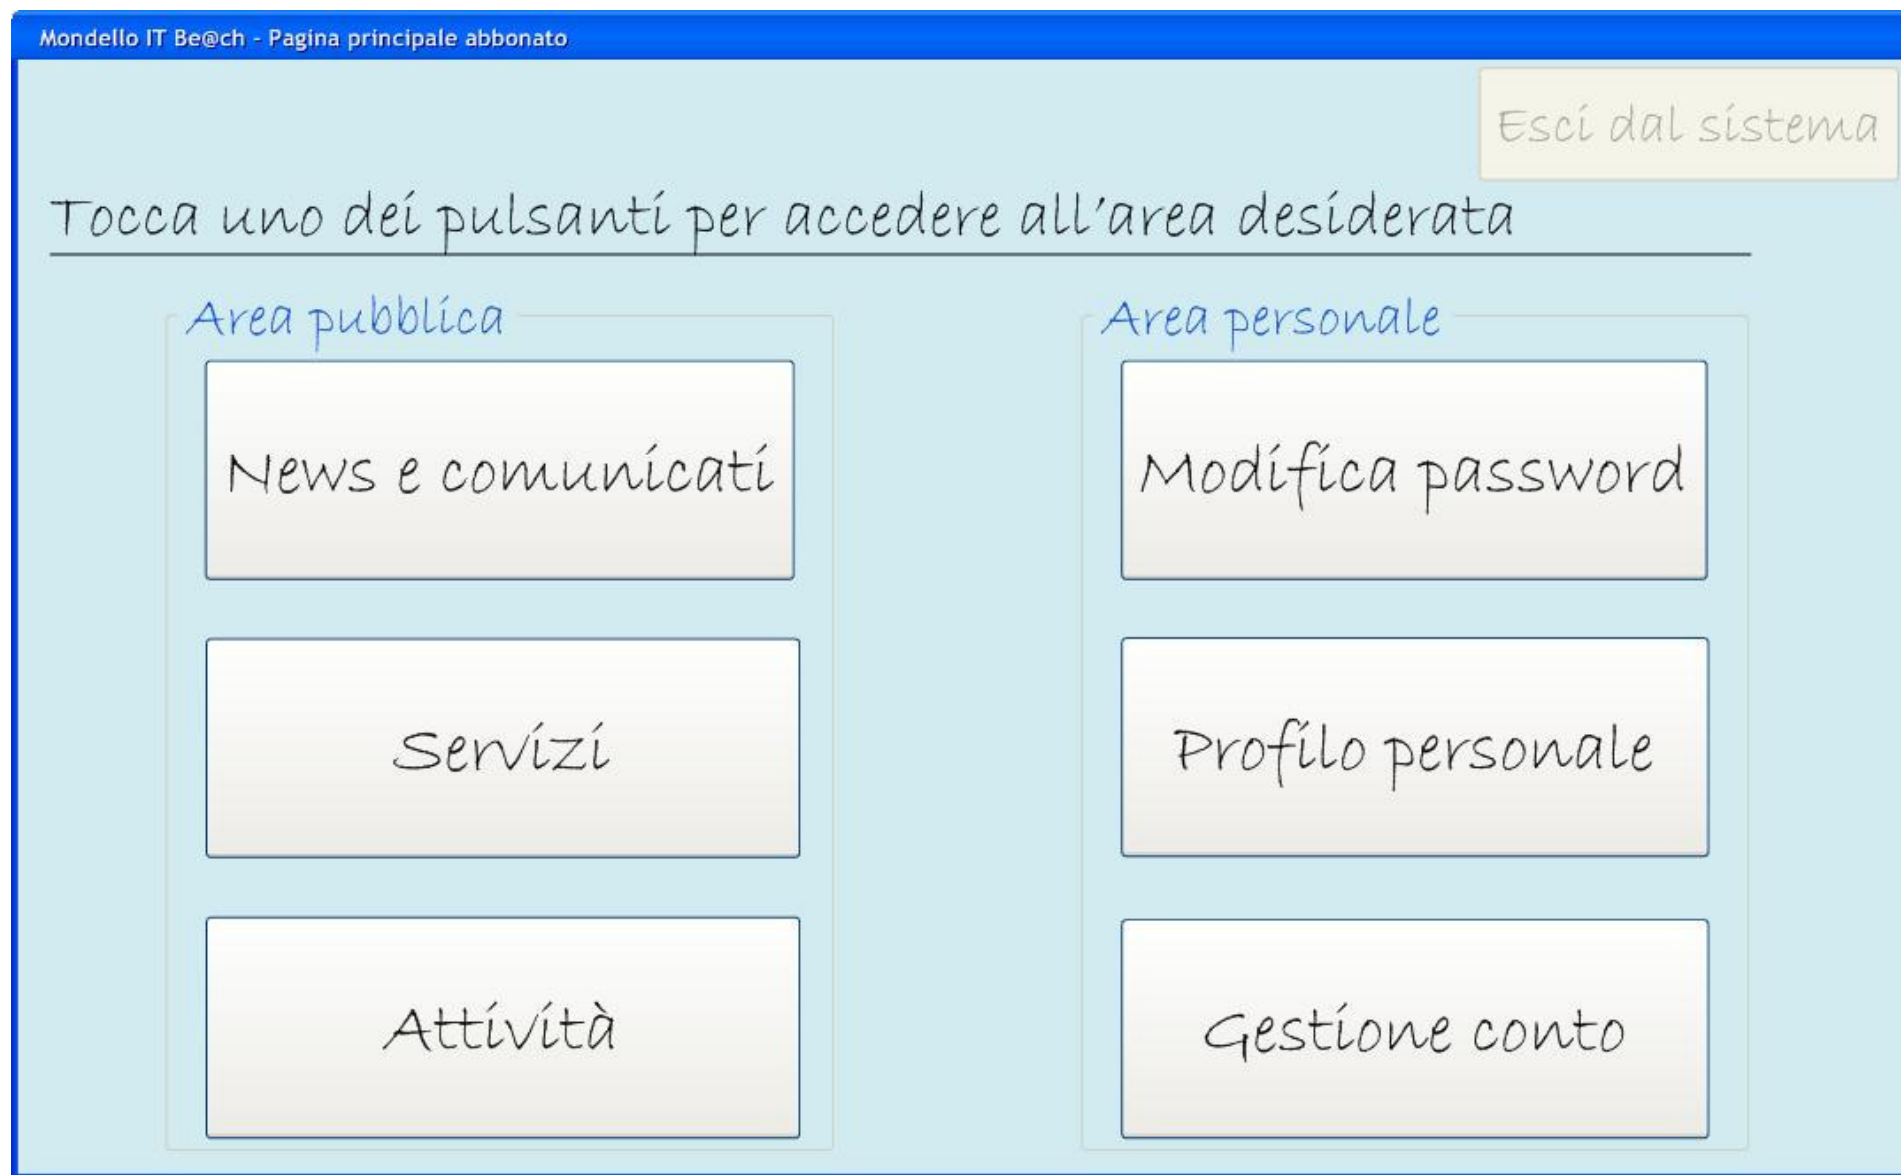 Mondello IT Be@ch - Pagina principale abbonato
Esci dal sistema
Tocca uno dei pulsanti per accedere all'area desiderata
Area pubblica
News e comunicati
Servizi
Attività
Area personale
Modifica password
Profilo personale
Gestione conto